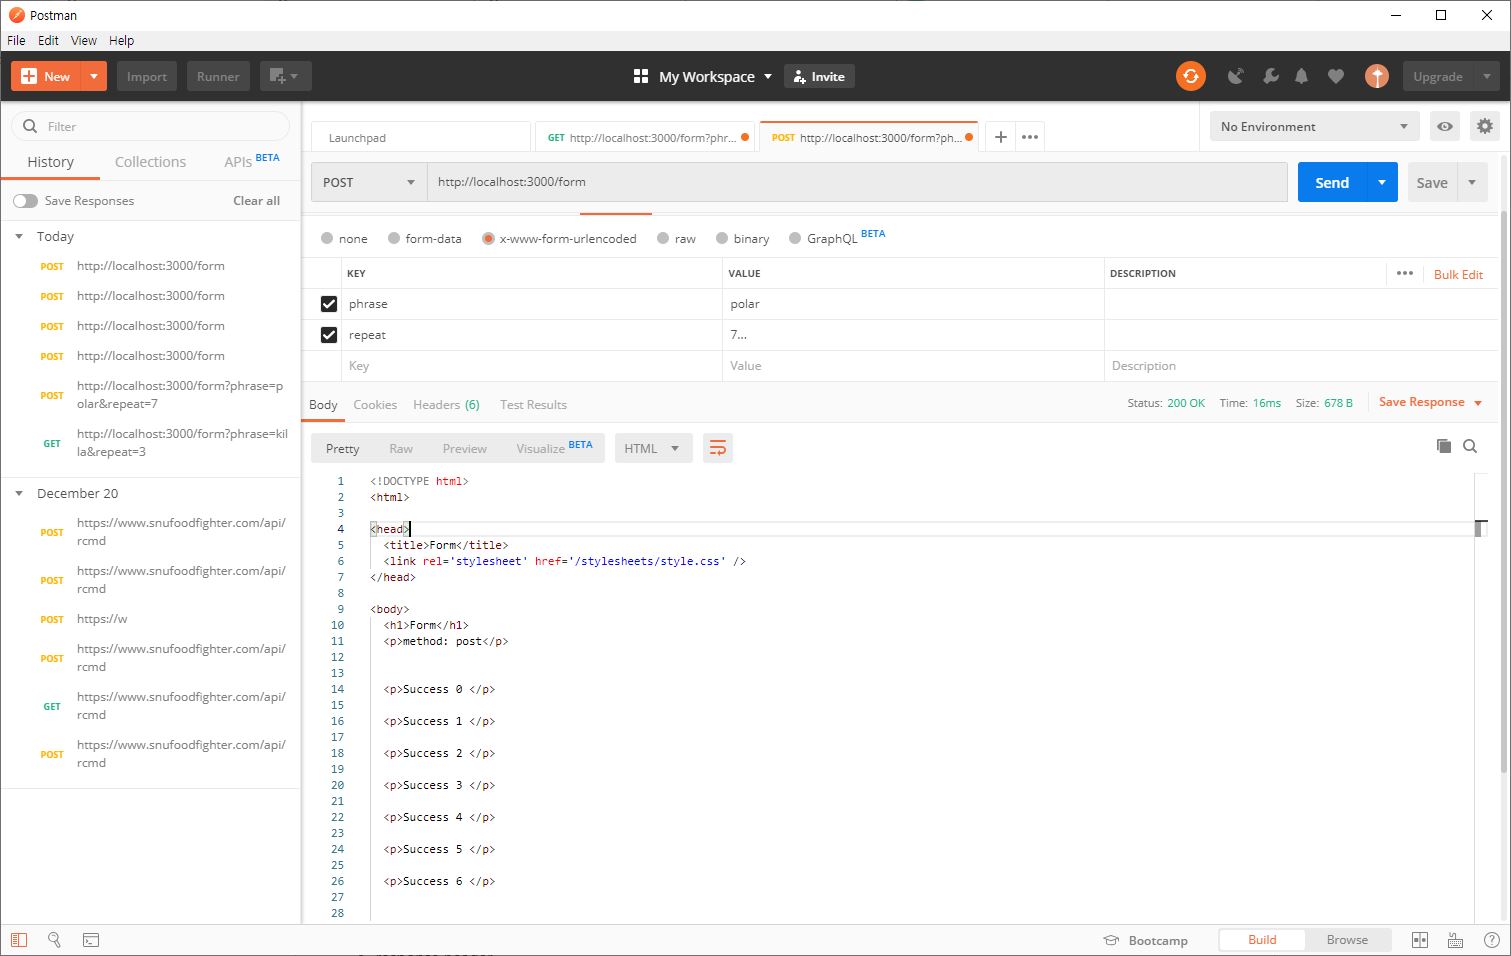 Postman
File Edit View Help
New Import Runner My Workspace Invite Upgrade
Filter
History Collections APIs BETA
Save Responses Clear all
Today
POST http://localhost:3000/form
POST http://localhost:3000/form
POST http://localhost:3000/form
POST http://localhost:3000/form
POST http://localhost:3000/form?phrase=p
olar&repeat=7
GET http://localhost:3000/form?phrase=kil
la&repeat=3
December 20
POST https://www.snufoodfighter.com/api/
rcmd
POST https://www.snufoodfighter.com/api/
rcmd
POST https://w
POST https://www.snufoodfighter.com/api/
rcmd
GET https://www.snufoodfighter.com/api/
rcmd
POST https://www.snufoodfighter.com/api/
rcmd
Launchpad GET http://localhost:3000/form?phr... POST http://localhost:3000/form?ph... No Environment
POST http://localhost:3000/form Send Save
none form-data x-www-form-urlencoded raw binary GraphQL BETA
KEY VALUE DESCRIPTION Bulk Edit
phrase polar
repeat 7...
Key Value Description
Body Cookies Headers (6) Test Results Status: 200 OK Time: 16ms Size: 678 B Save Response
Pretty Raw Preview Visualize BETA HTML
1 <!DOCTYPE html>
2 <html>
3
4 <head>
5 <title>Form</title>
6 <link rel='stylesheet' href='/stylesheets/style.css' />
7 </head>
8
9 <body>
10 <h1>Form</h1>
11 <p>method: post</p>
12
13
14 <p>Success 0 </p>
15
16 <p>Success 1 </p>
17
18 <p>Success 2 </p>
19
20 <p>Success 3 </p>
21
22 <p>Success 4 </p>
23
24 <p>Success 5 </p>
25
26 <p>Success 6 </p>
27
28
Bootcamp Build Browse